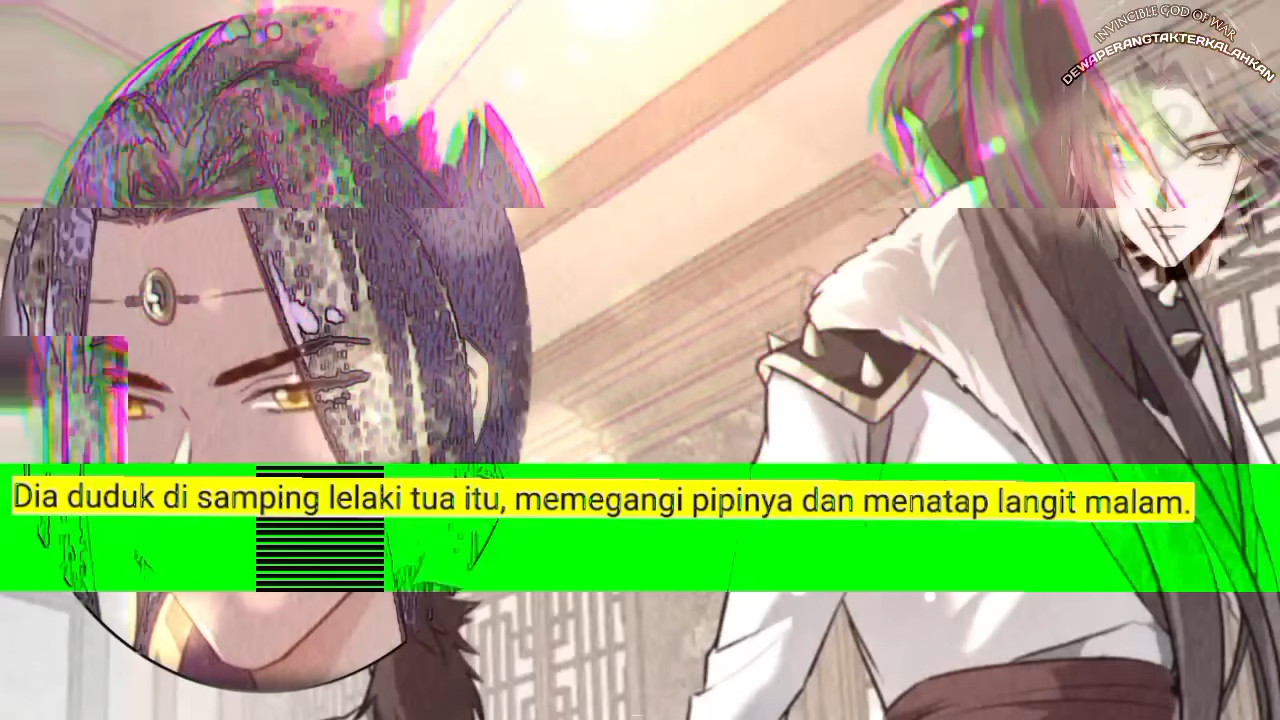 INVINCIBLE GOD OF WAR
DEWAPERANGTAKTERKALAHKAN
Dia duduk di samping lelaki tua itu, memegangi pipinya dan menatap langit malam.